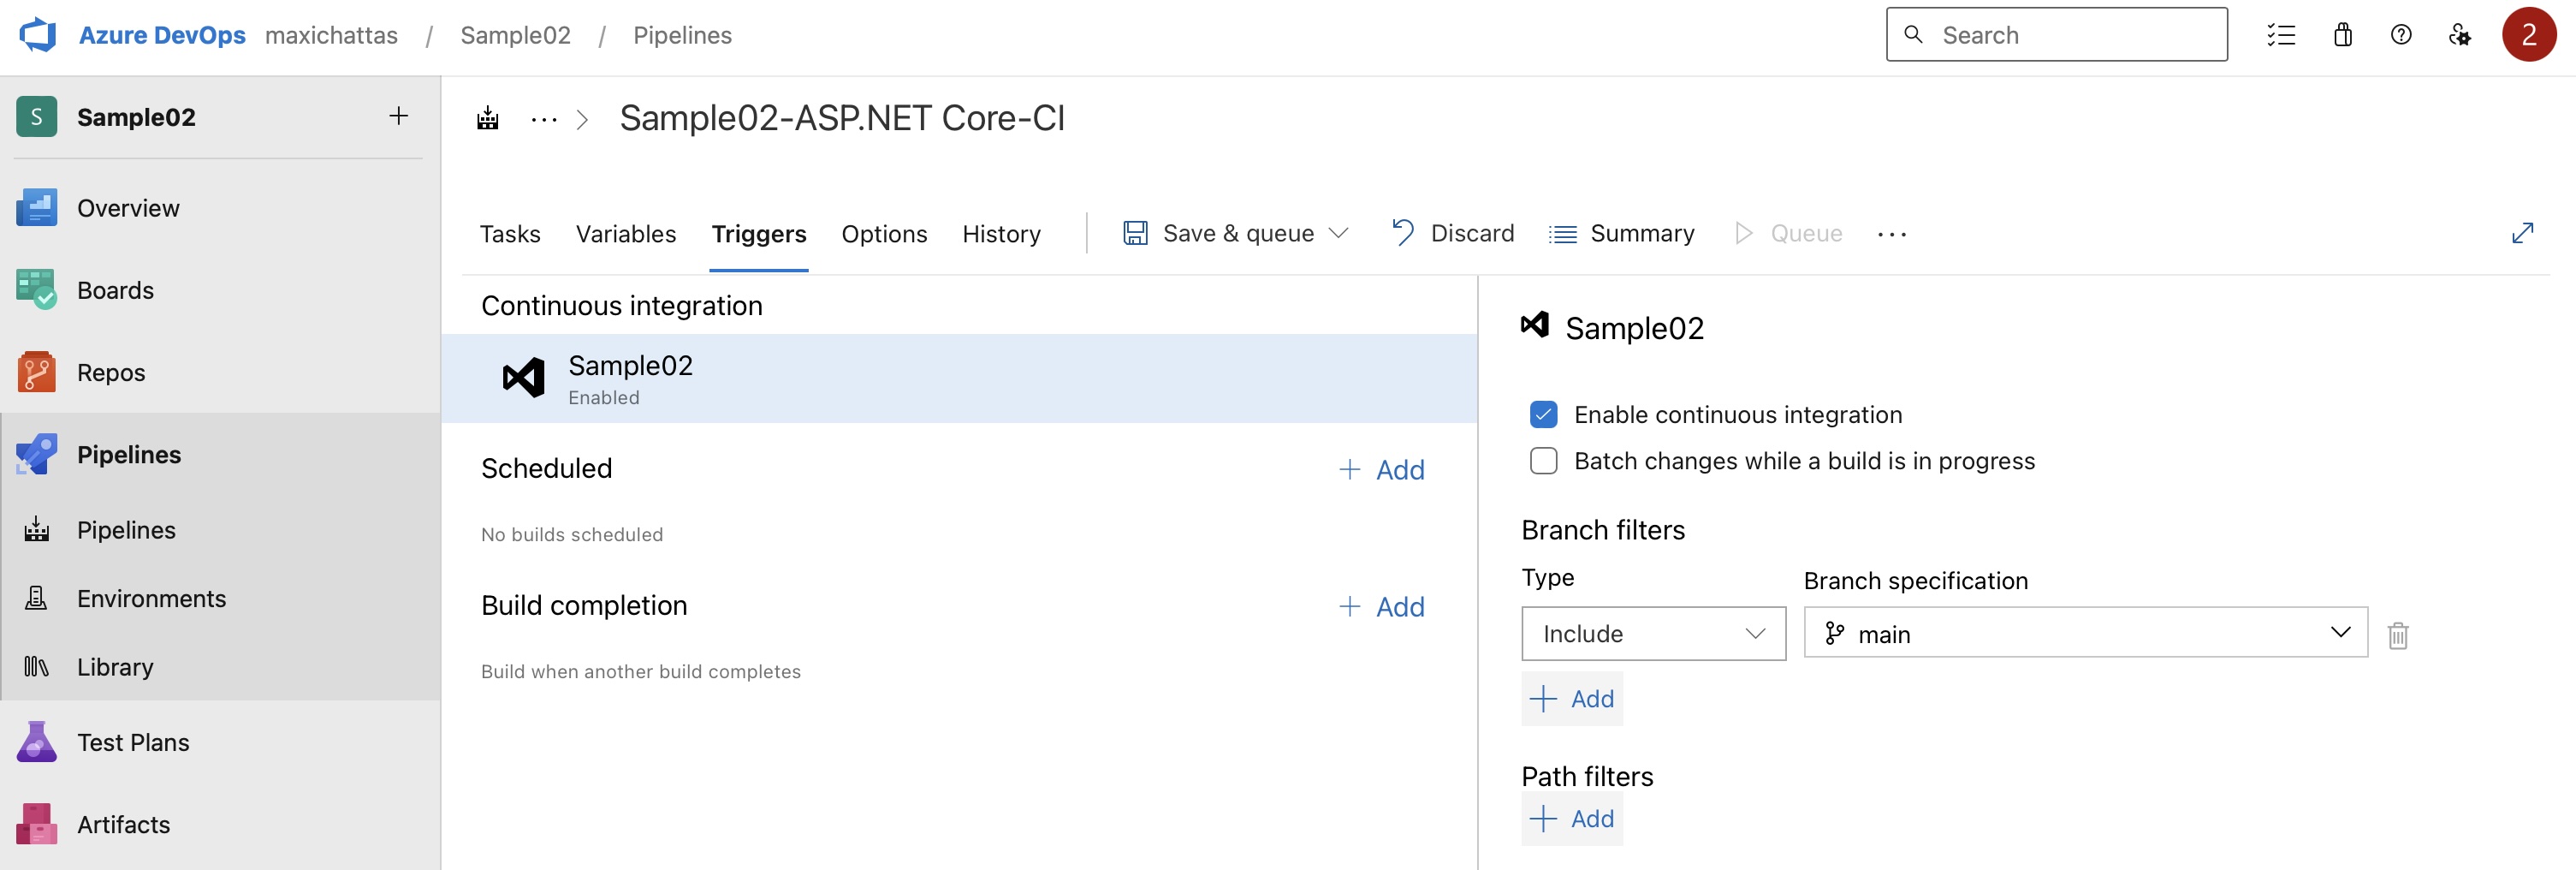 Azure DevOps maxichattas / Sample02 / Pipelines Search 2
S Sample02
Sample02-ASP.NET Core-CI
Overview
Boards
Repos
Pipelines
Pipelines
Environments
Library
Test Plans
Artifacts
Tasks Variables Triggers Options History Save & queue Discard Summary Queue
Continuous integration
Sample02
Enabled
Scheduled + Add
No builds scheduled
Build completion + Add
Build when another build completes
Sample02
Enable continuous integration
Batch changes while a build is in progress
Branch filters
Type Branch specification
Include main
+ Add
Path filters
+ Add